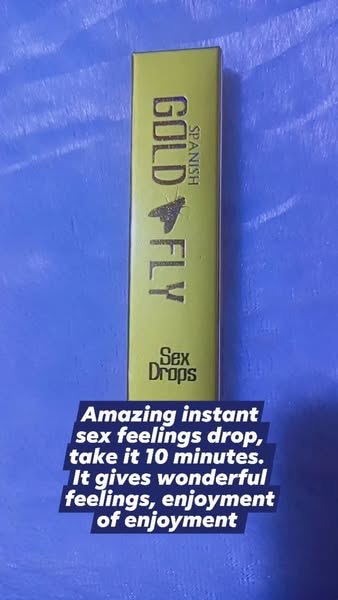 SPANISH
GOLD FLY
Sex
Drops
Amazing instant
sex feelings drop,
take it 10 minutes.
It gives wonderful
feelings, enjoyment
of enjoyment